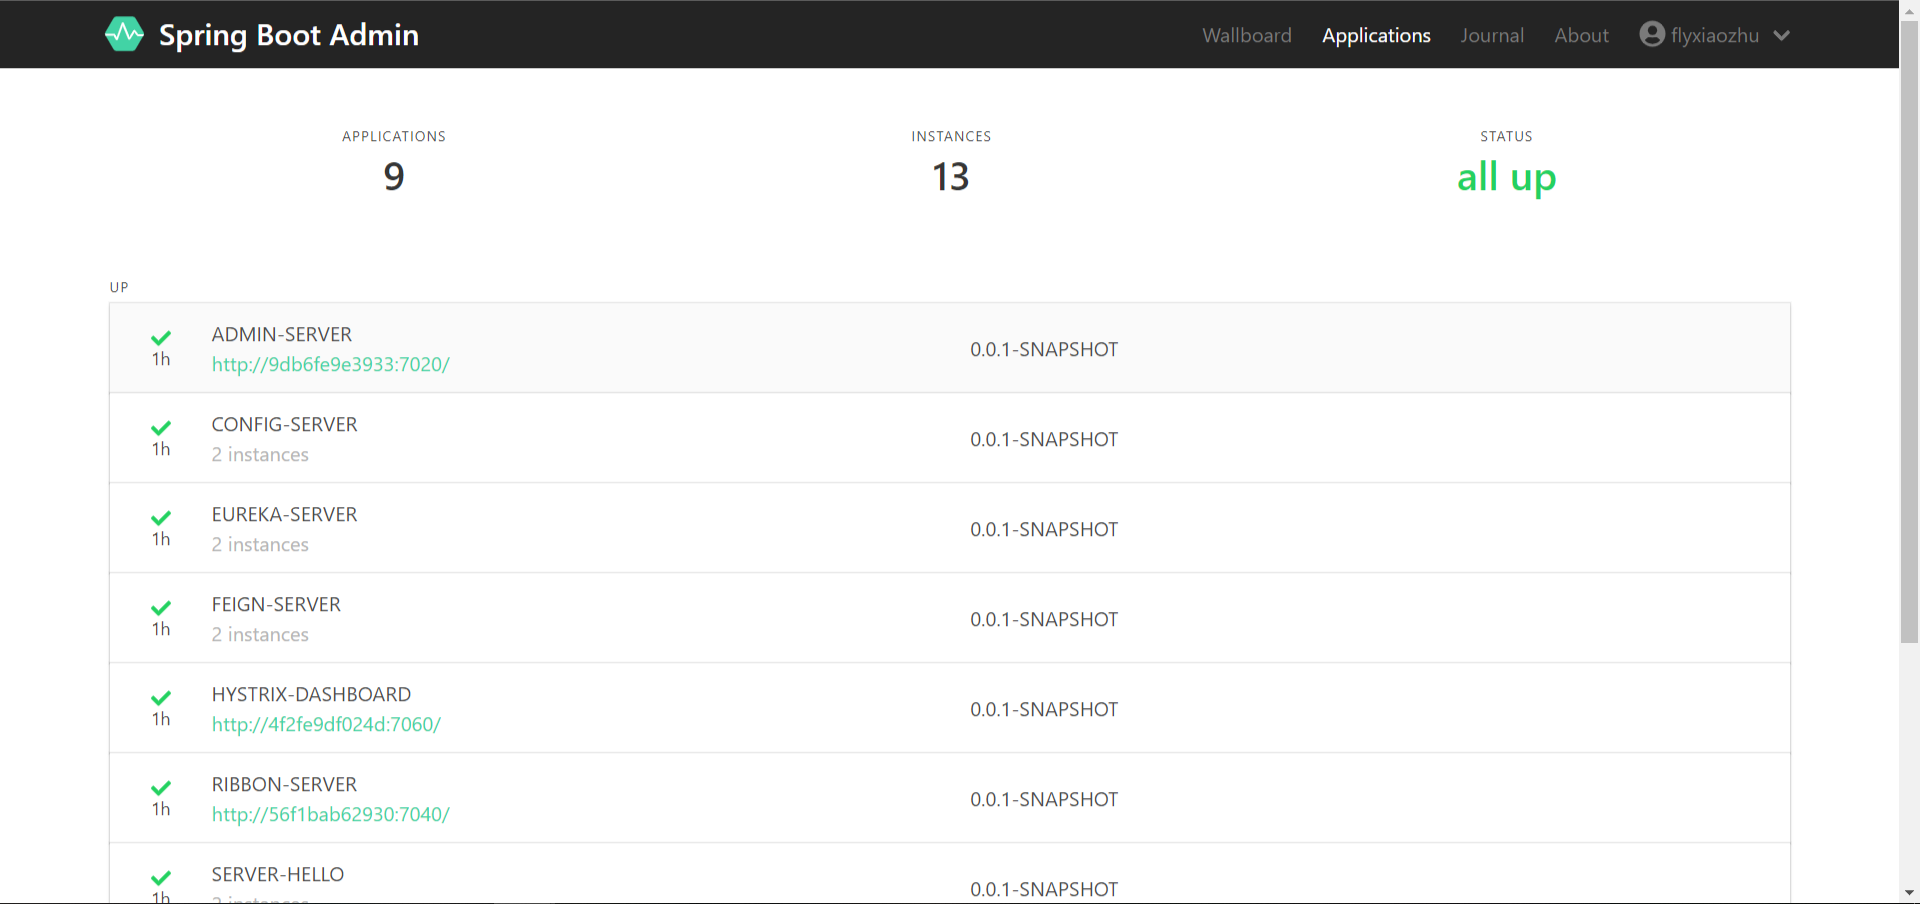 Spring Boot Admin
Wallboard Applications Journal About flyxiaozhu
APPLICATIONS INSTANCES STATUS
9 13 all up
UP
ADMIN-SERVER
1h http://9db6fe9e3933:7020/ 0.0.1-SNAPSHOT
CONFIG-SERVER
1h 2 instances 0.0.1-SNAPSHOT
EUREKA-SERVER
1h 2 instances 0.0.1-SNAPSHOT
FEIGN-SERVER
1h 2 instances 0.0.1-SNAPSHOT
HYSTRIX-DASHBOARD
1h http://4f2fe9df024d:7060/ 0.0.1-SNAPSHOT
RIBBON-SERVER
1h http://56f1bab62930:7040/ 0.0.1-SNAPSHOT
SERVER-HELLO
1h 2 instances 0.0.1-SNAPSHOT